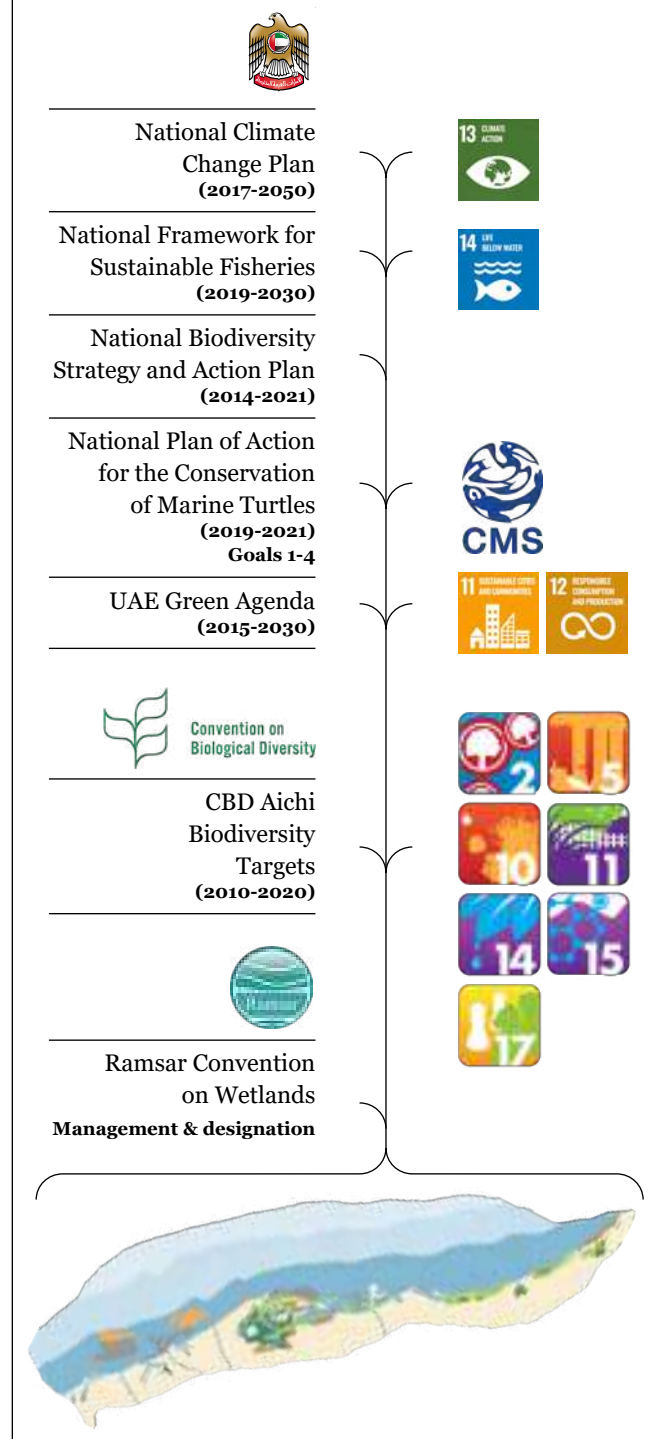 National Climate
Change Plan
(2017-2050)
13 CLIMATE
ACTION
National Framework for
Sustainable Fisheries
(2019-2030)
14 LIFE
BELOW WATER
National Biodiversity
Strategy and Action Plan
(2014-2021)
National Plan of Action
for the Conservation
of Marine Turtles
(2019-2021)
Goals 1-4
CMS
UAE Green Agenda
(2015-2030)
11 SUSTAINABLE CITIES
AND COMMUNITIES
12 RESPONSIBLE
CONSUMPTION
AND PRODUCTION
Convention on
Biological Diversity
CBD Aichi
Biodiversity
Targets
(2010-2020)
2
5
10
11
14
15
17
Ramsar Convention
on Wetlands
Management & designation